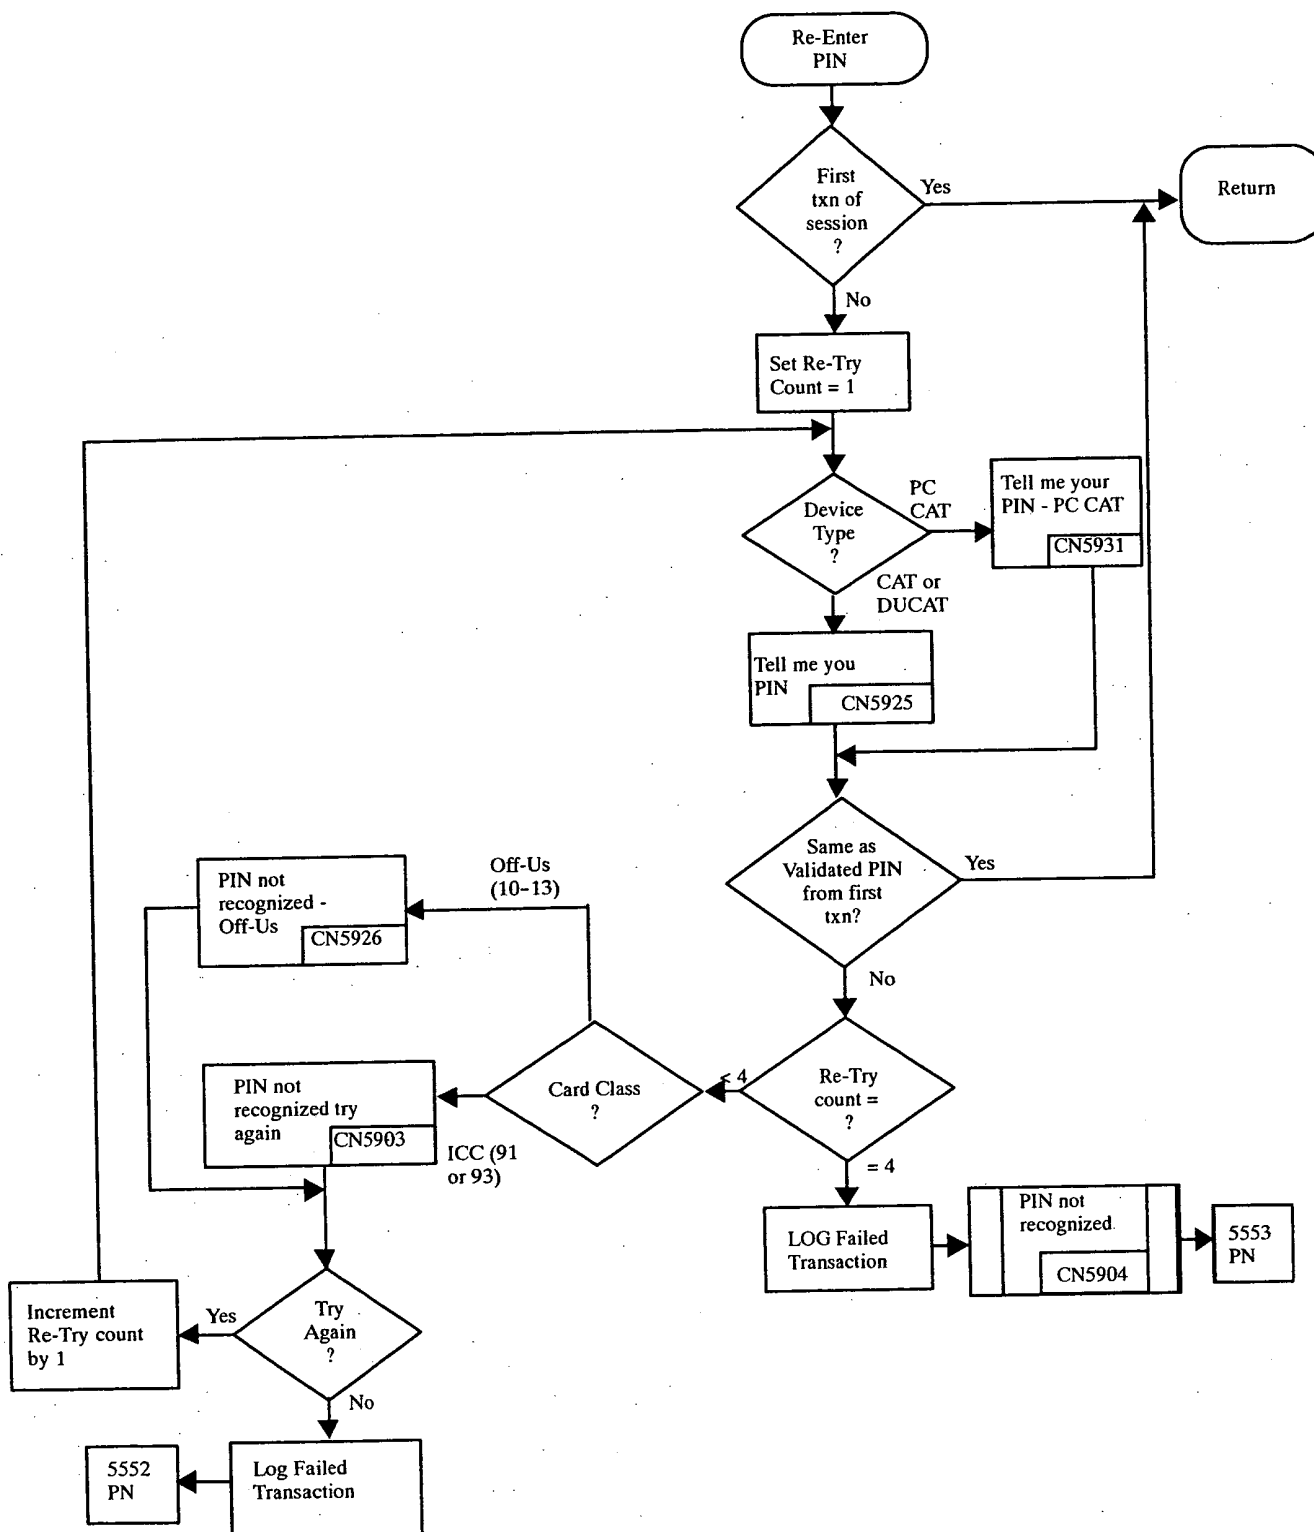 Re-Enter
PIN
First
txn of
session
?
Yes
Return
No
Set Re-Try
Count = 1
Device
Type
?
PC
CAT
Tell me your
PIN - PC CAT
CN5931
CAT or
DUCAT
Tell me you
PIN
CN5925
Same as
Validated PIN
from first
txn?
Yes
No
Off-Us
(10-13)
PIN not
recognized -
Off-Us
CN5926
Re-Try
count =
?
< 4
Card Class
?
PIN not
recognized try
again
CN5903
ICC (91
or 93)
= 4
LOG Failed
Transaction
PIN not
recognized
CN5904
5553
PN
Try
Again
?
Yes
Increment
Re-Try count
by 1
No
Log Failed
Transaction
5552
PN